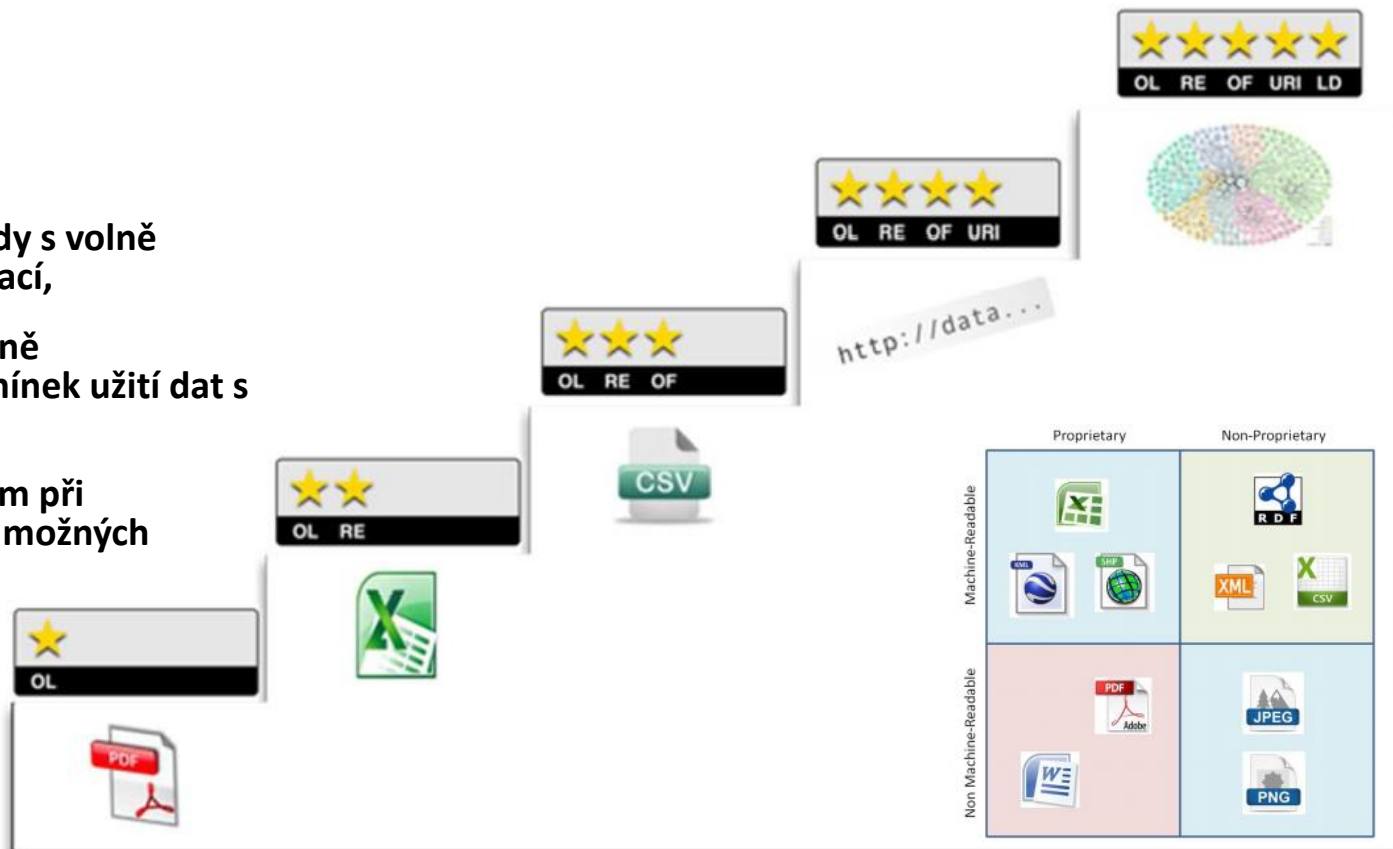 OL RE OF URI LD
OL RE OF URI
dy s volně
ací,
http://data...
ně
mínek užití dat s
OL RE OF
CSV
m při
možných
OL RE
OL
PDF
Proprietary
Non-Proprietary
Machine-Readable
RDF
KML
SHP
XML
X
CSV
Non Machine-Readable
PDF
Adobe
JPEG
W
PNG